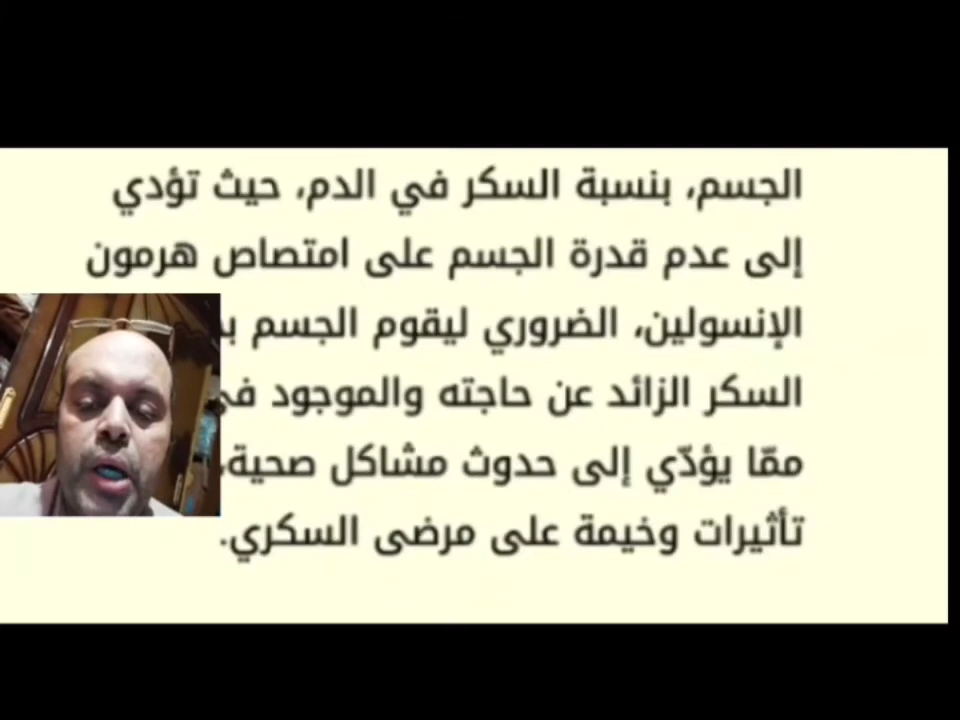 الجسم، بنسبة السكر في الدم، حيث تؤدي
إلى عدم قدرة الجسم على امتصاص هرمون
الإنسولين، الضروري ليقوم الجسم
السكر الزائد عن حاجته والموجود في
ممّا يؤدّي إلى حدوث مشاكل صحية،
تأثيرات وخيمة على مرضى السكري.